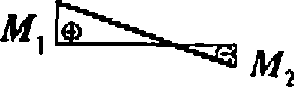 M₁ ⊕
⊖ M₂